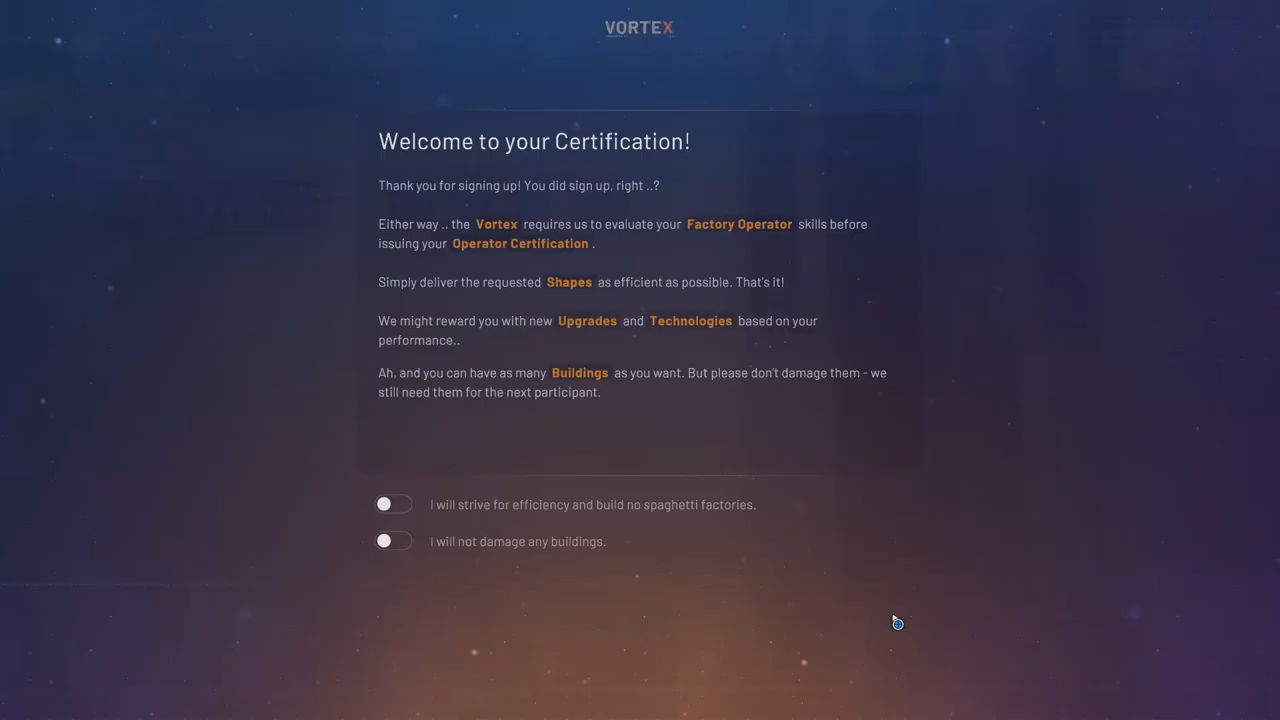 VORTEX
Welcome to your Certification!
Thank you for signing up! You did sign up, right ..?
Either way .. the Vortex requires us to evaluate your Factory Operator skills before
issuing your Operator Certification .
Simply deliver the requested Shapes as efficient as possible. That's it!
We might reward you with new Upgrades and Technologies based on your
performance..
Ah, and you can have as many Buildings as you want. But please don't damage them - we
still need them for the next participant.
I will strive for efficiency and build no spaghetti factories.
I will not damage any buildings.